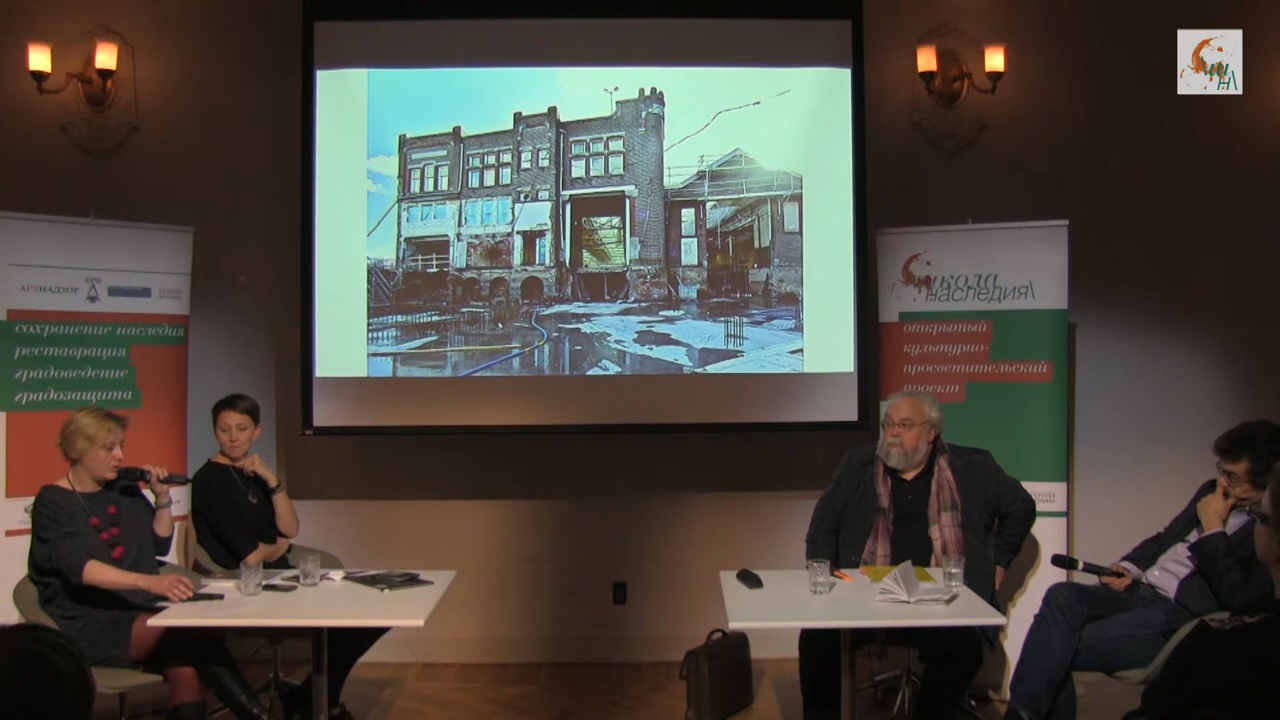 АРХНАДЗОР
сохранение наследия
реставрация
градоведение
градозащита
школа
наследия\
открытый
культурно-
просветительский
проект